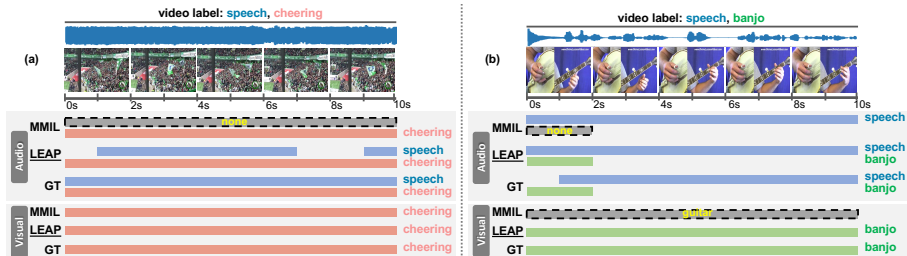 video label: speech, cheering
(a)
0s 2s 4s 6s 8s 10s
Audio
MMIL none
cheering
LEAP speech
cheering
GT speech
cheering
Visual
MMIL cheering
LEAP cheering
GT cheering
video label: speech, banjo
(b)
0s 2s 4s 6s 8s 10s
Audio
speech
MMIL none
LEAP speech
banjo
GT speech
banjo
Visual
MMIL guitar
LEAP banjo
GT banjo